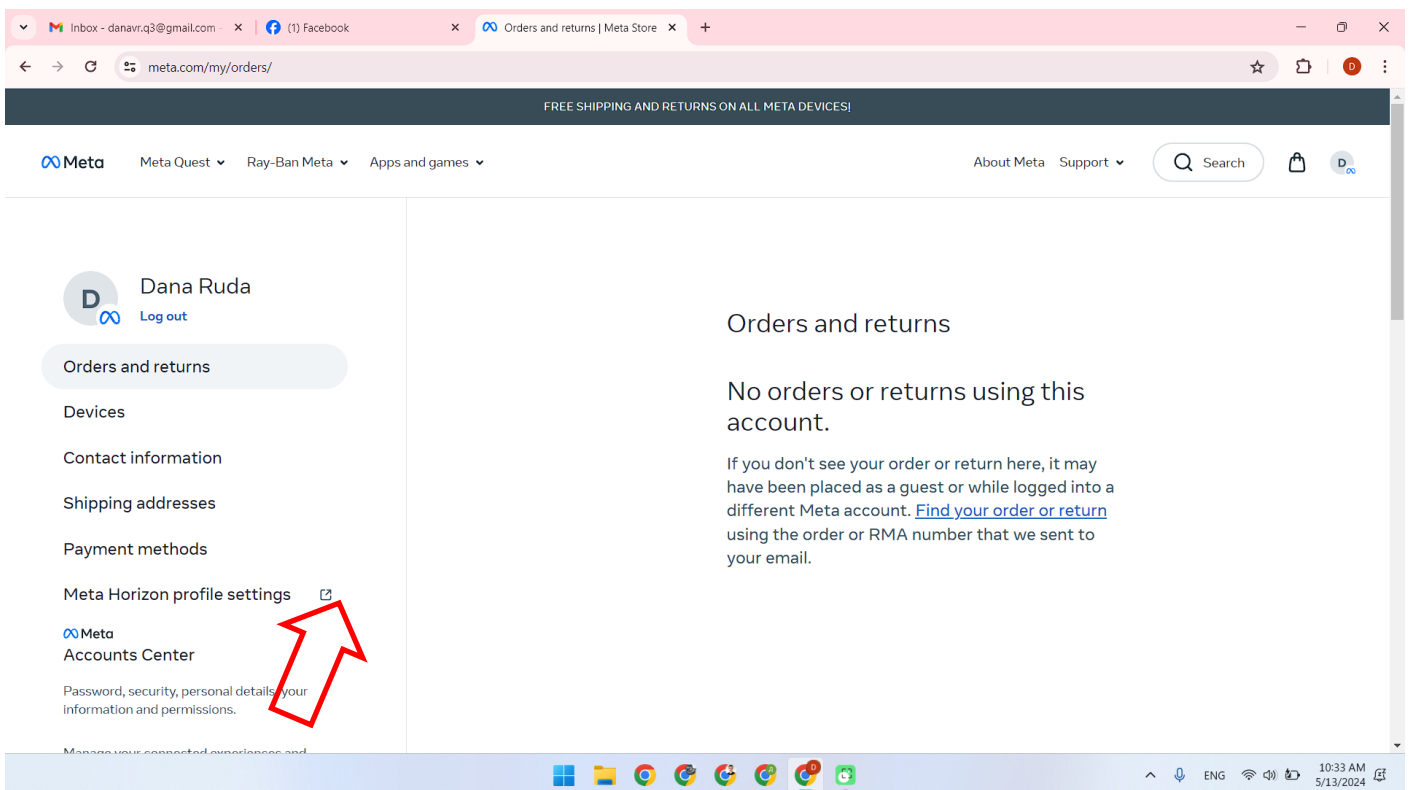 Inbox - danavr.q3@gmail.com
(1) Facebook
Orders and returns | Meta Store
meta.com/my/orders/
D
FREE SHIPPING AND RETURNS ON ALL META DEVICES!
Meta
Meta Quest
Ray-Ban Meta
Apps and games
About Meta
Support
Search
D
D
Dana Ruda
Log out
Orders and returns
Devices
Contact information
Shipping addresses
Payment methods
Meta Horizon profile settings
Meta
Accounts Center
Password, security, personal details, your
information and permissions.
Manage your connected experiences and
Orders and returns
No orders or returns using this
account.
If you don't see your order or return here, it may
have been placed as a guest or while logged into a
different Meta account. Find your order or return
using the order or RMA number that we sent to
your email.
D
ENG
10:33 AM
5/13/2024